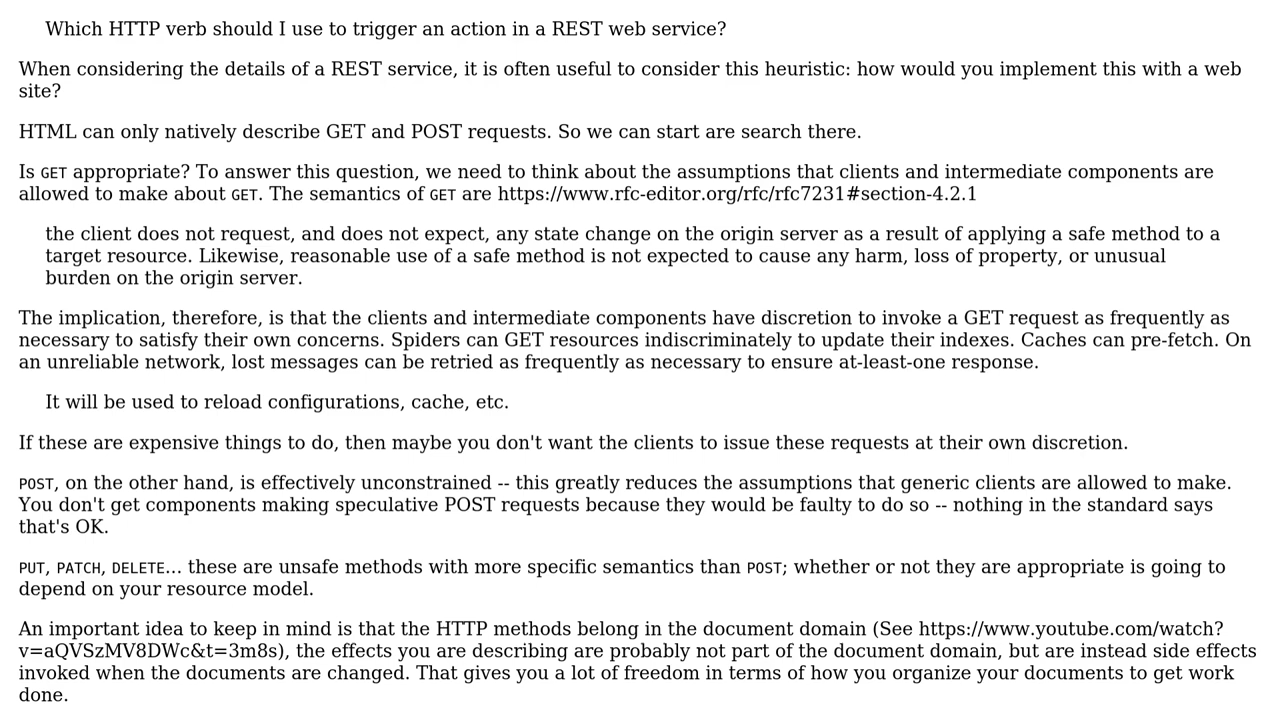 Which HTTP verb should I use to trigger an action in a REST web service?
When considering the details of a REST service, it is often useful to consider this heuristic: how would you implement this with a web
site?
HTML can only natively describe GET and POST requests. So we can start are search there.
Is GET appropriate? To answer this question, we need to think about the assumptions that clients and intermediate components are
allowed to make about GET. The semantics of GET are https://www.rfc-editor.org/rfc/rfc7231#section-4.2.1
the client does not request, and does not expect, any state change on the origin server as a result of applying a safe method to a
target resource. Likewise, reasonable use of a safe method is not expected to cause any harm, loss of property, or unusual
burden on the origin server.
The implication, therefore, is that the clients and intermediate components have discretion to invoke a GET request as frequently as
necessary to satisfy their own concerns. Spiders can GET resources indiscriminately to update their indexes. Caches can pre-fetch. On
an unreliable network, lost messages can be retried as frequently as necessary to ensure at-least-one response.
It will be used to reload configurations, cache, etc.
If these are expensive things to do, then maybe you don't want the clients to issue these requests at their own discretion.
POST, on the other hand, is effectively unconstrained -- this greatly reduces the assumptions that generic clients are allowed to make.
You don't get components making speculative POST requests because they would be faulty to do so -- nothing in the standard says
that's OK.
PUT, PATCH, DELETE... these are unsafe methods with more specific semantics than POST; whether or not they are appropriate is going to
depend on your resource model.
An important idea to keep in mind is that the HTTP methods belong in the document domain (See https://www.youtube.com/watch?
v=aQVSzMV8DWc&t=3m8s), the effects you are describing are probably not part of the document domain, but are instead side effects
invoked when the documents are changed. That gives you a lot of freedom in terms of how you organize your documents to get work
done.